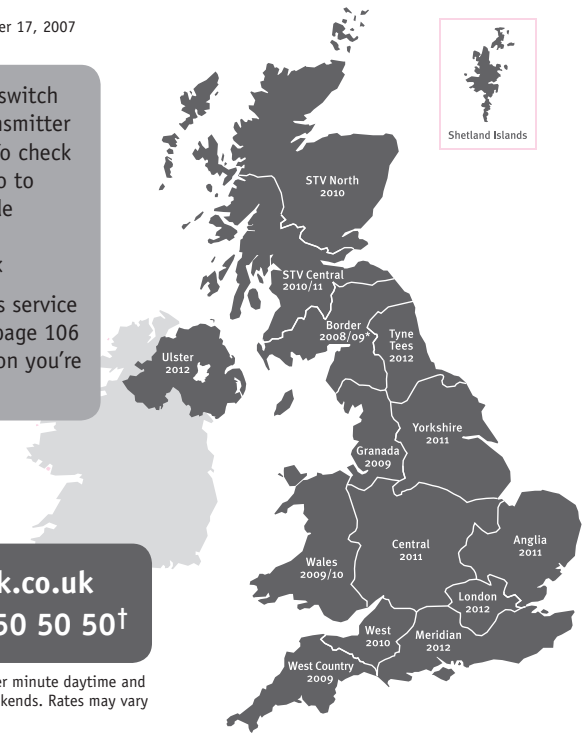 er 17, 2007
switch
nsmitter
o check
o to
de
k
s service
page 106
on you're
k.co.uk
50 50 50†
er minute daytime and
kends. Rates may vary
Shetland Islands
STV North
2010
STV Central
2010/11
Border
2008/09*
Tyne
Tees
2012
Ulster
2012
Yorkshire
2011
Granada
2009
Anglia
2011
Central
2011
Wales
2009/10
London
2012
West
2010
Meridian
2012
West Country
2009